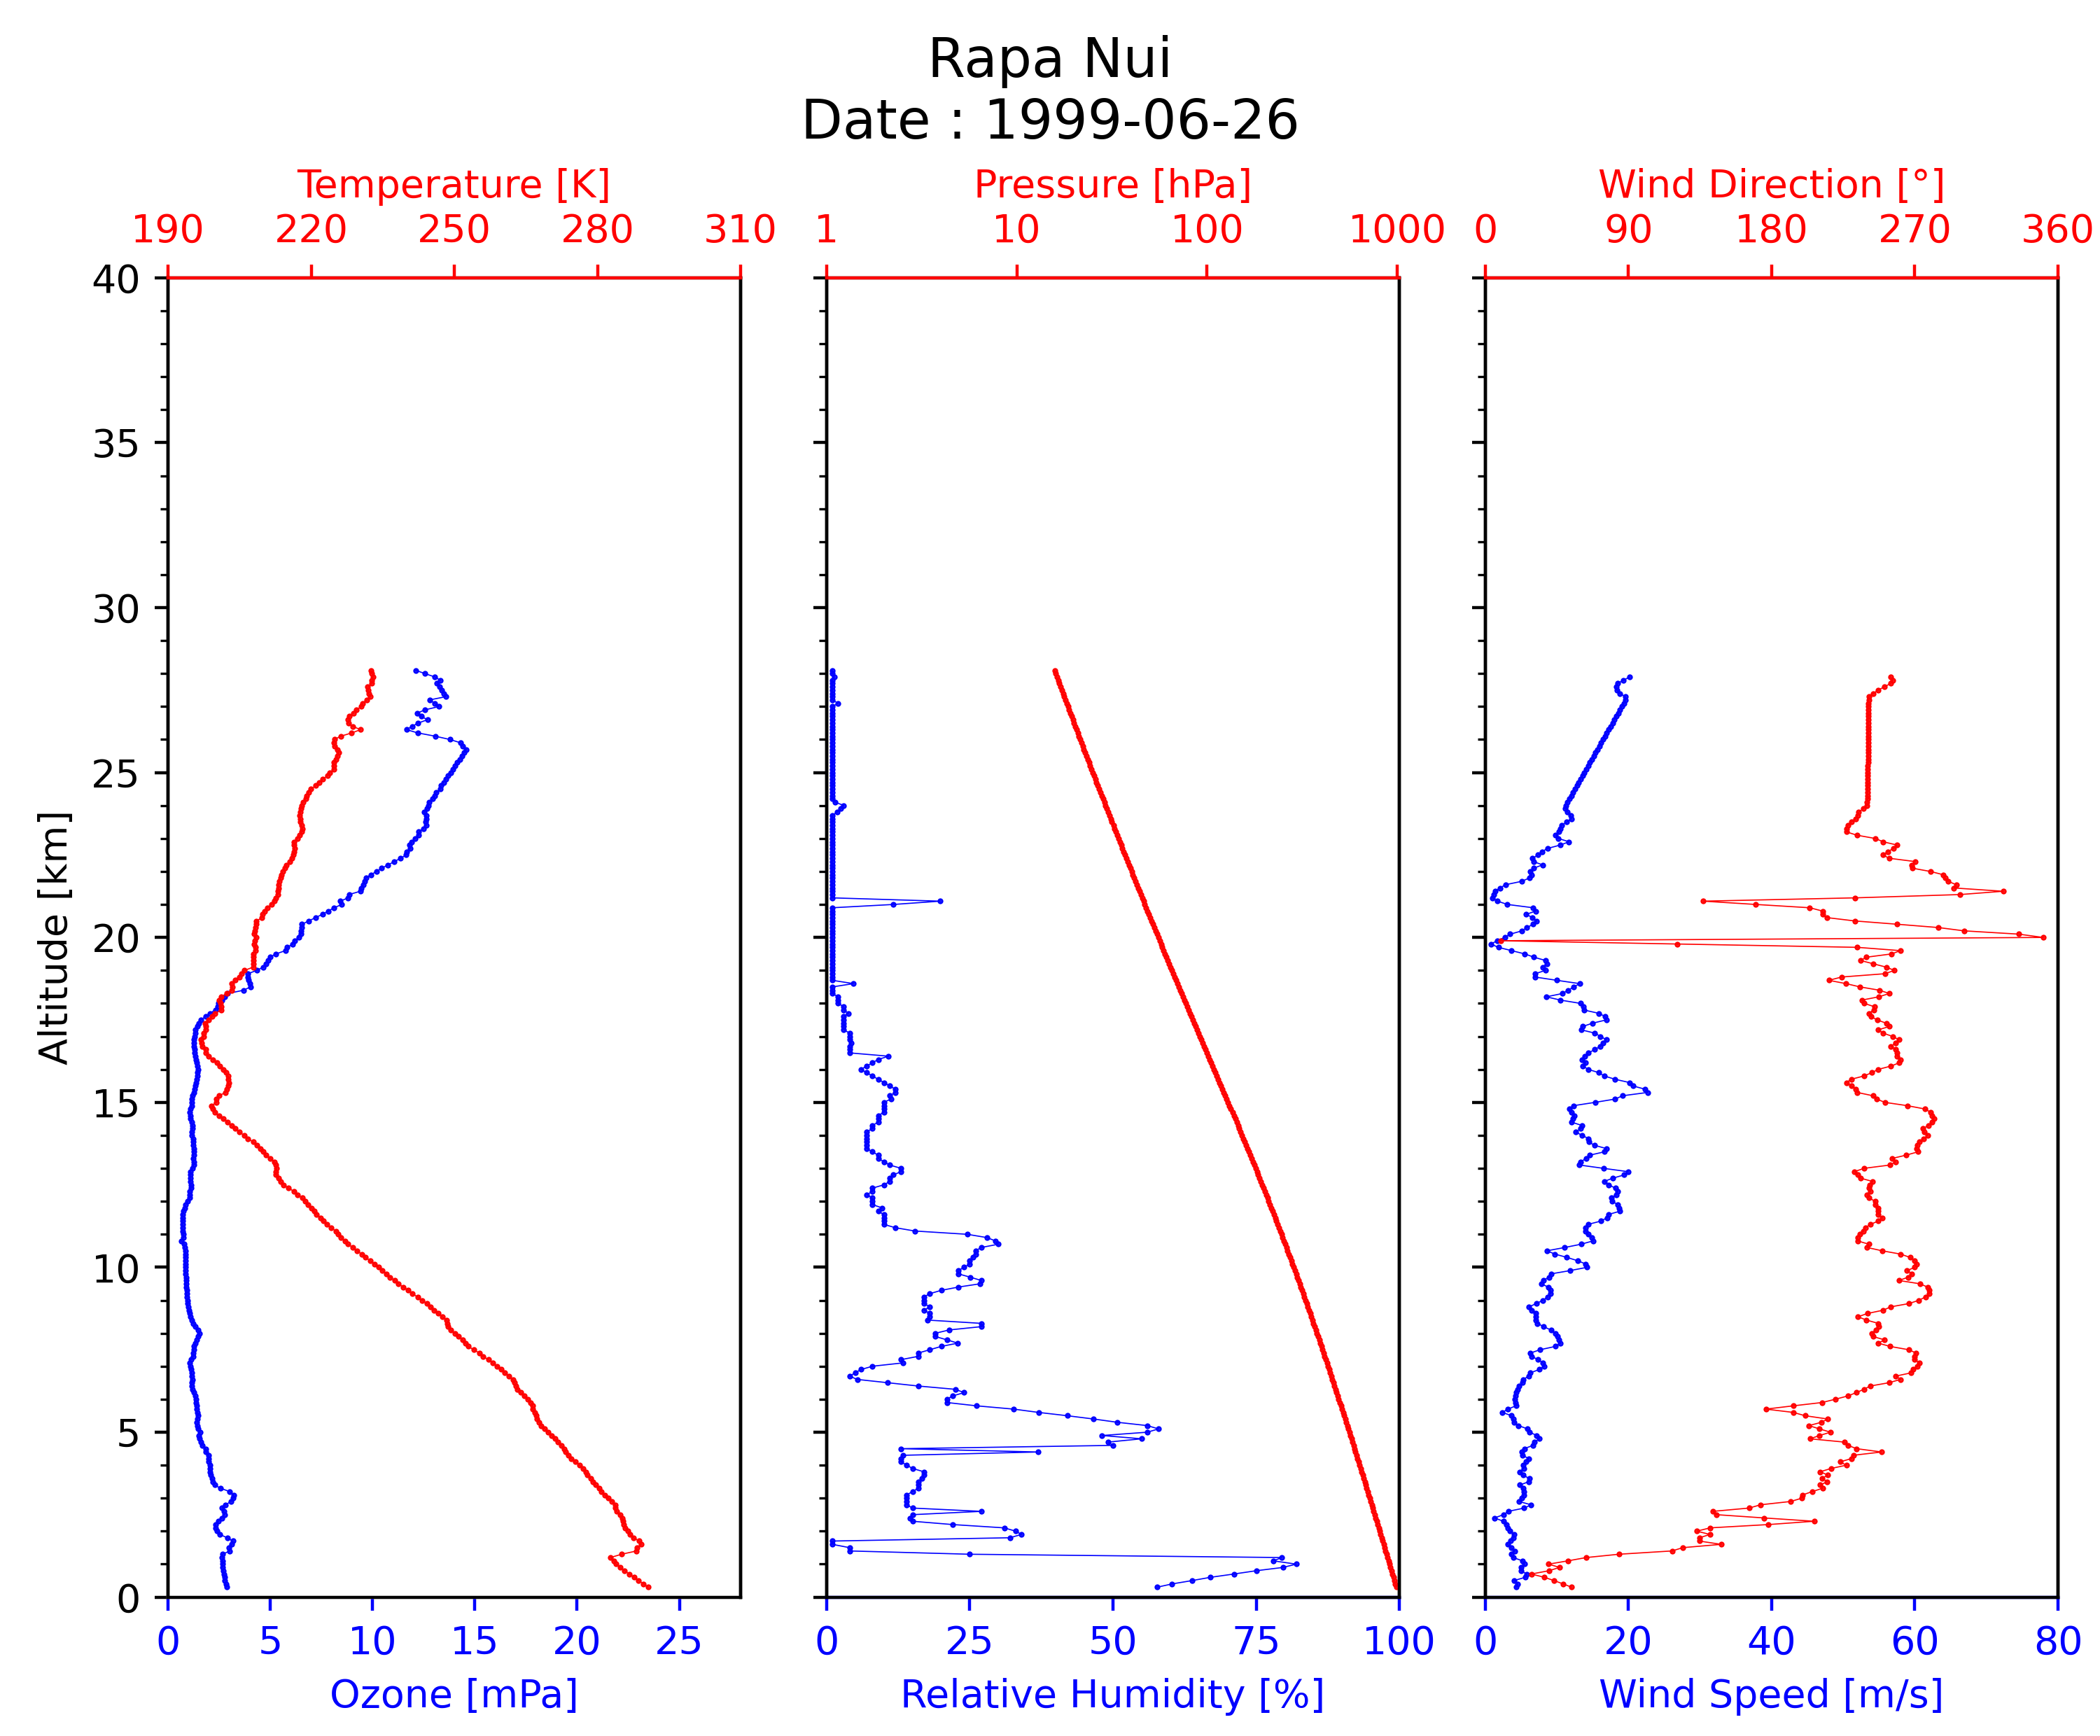 Rapa Nui
Date : 1999-06-26
Temperature [K]
190 220 250 280 310
Pressure [hPa]
1 10 100 1000
Wind Direction [°]
0 90 180 270 360
Altitude [km]
40
35
30
25
20
15
10
5
0
0 5 10 15 20 25
Ozone [mPa]
0 25 50 75 100
Relative Humidity [%]
0 20 40 60 80
Wind Speed [m/s]